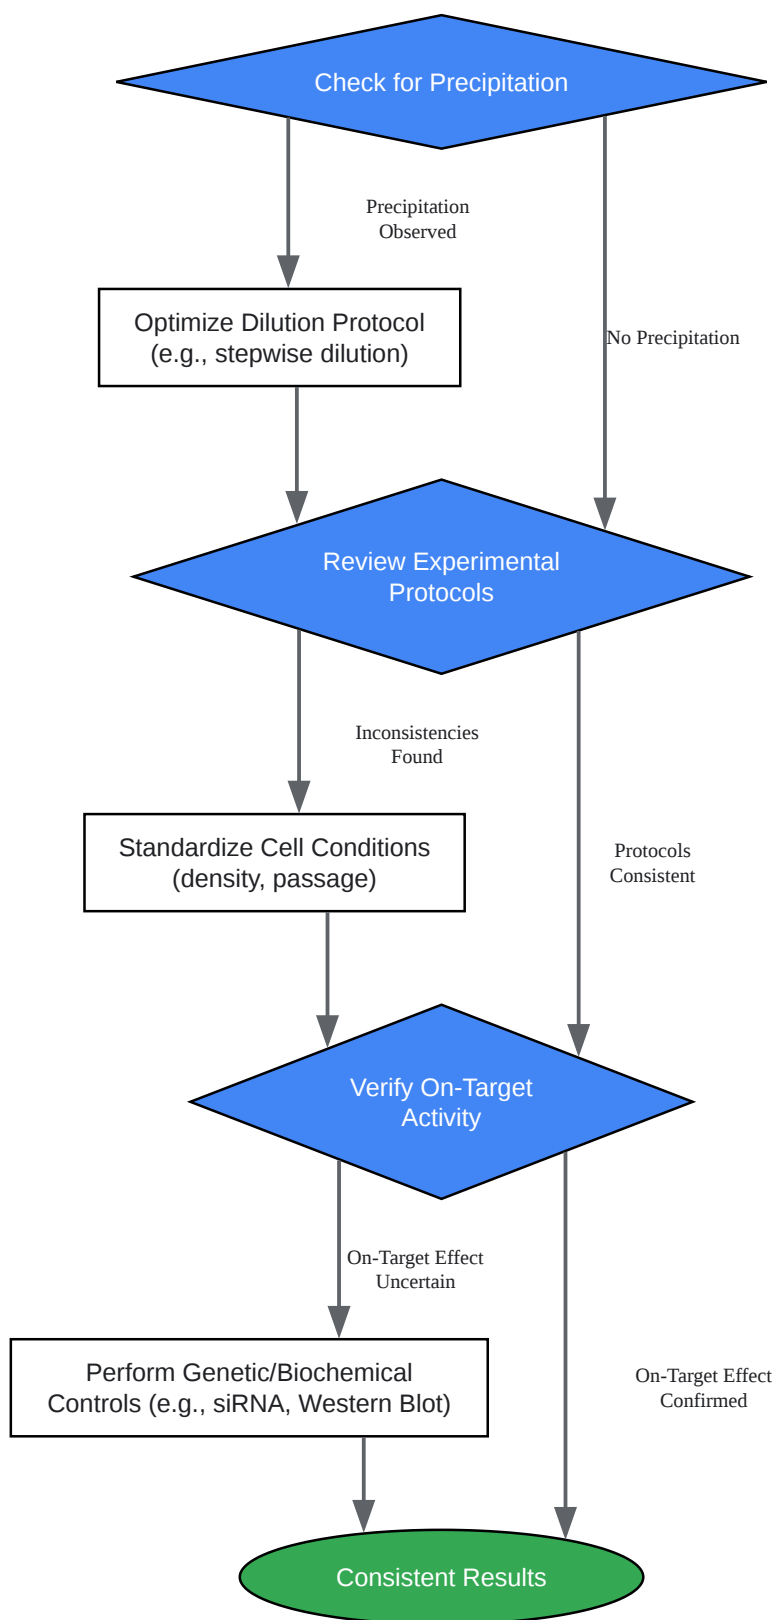 Check for Precipitation
Precipitation
Observed
Optimize Dilution Protocol
(e.g., stepwise dilution)
No Precipitation
Review Experimental
Protocols
Inconsistencies
Found
Standardize Cell Conditions
(density, passage)
Protocols
Consistent
Verify On-Target
Activity
On-Target Effect
Uncertain
Perform Genetic/Biochemical
Controls (e.g., siRNA, Western Blot)
On-Target Effect
Confirmed
Consistent Results